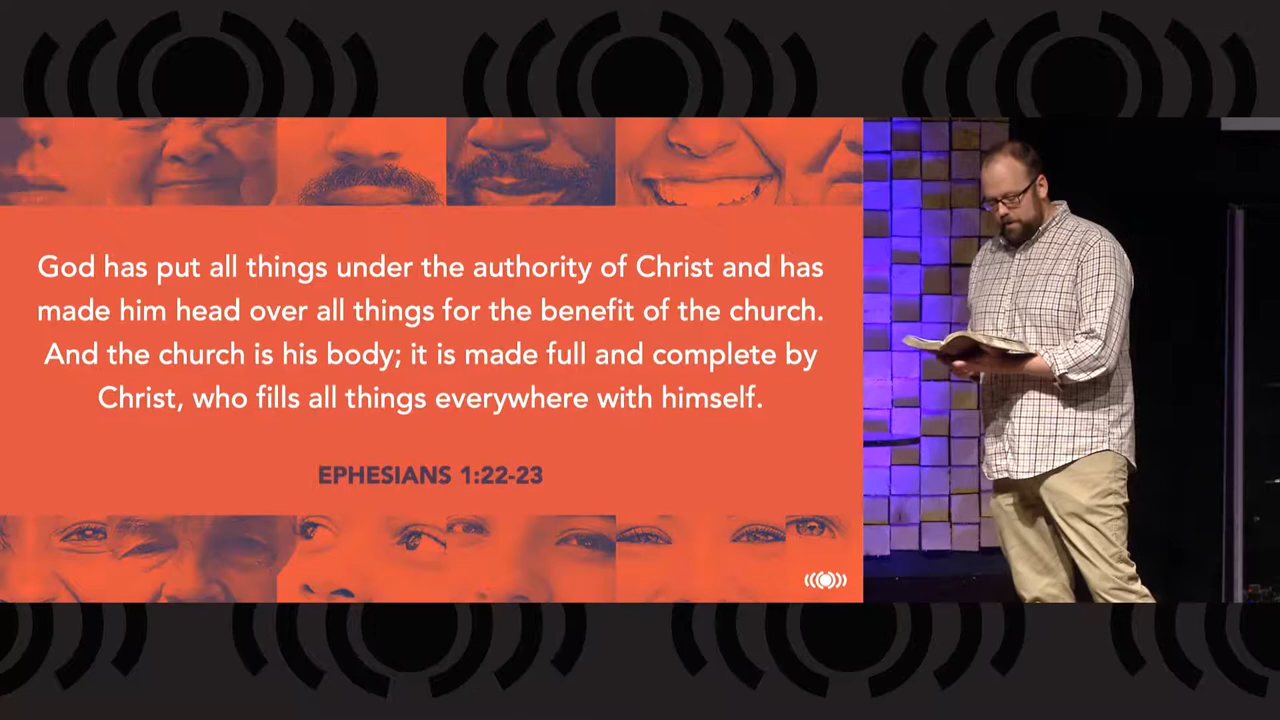 God has put all things under the authority of Christ and has
made him head over all things for the benefit of the church.
And the church is his body; it is made full and complete by
Christ, who fills all things everywhere with himself.
EPHESIANS 1:22-23